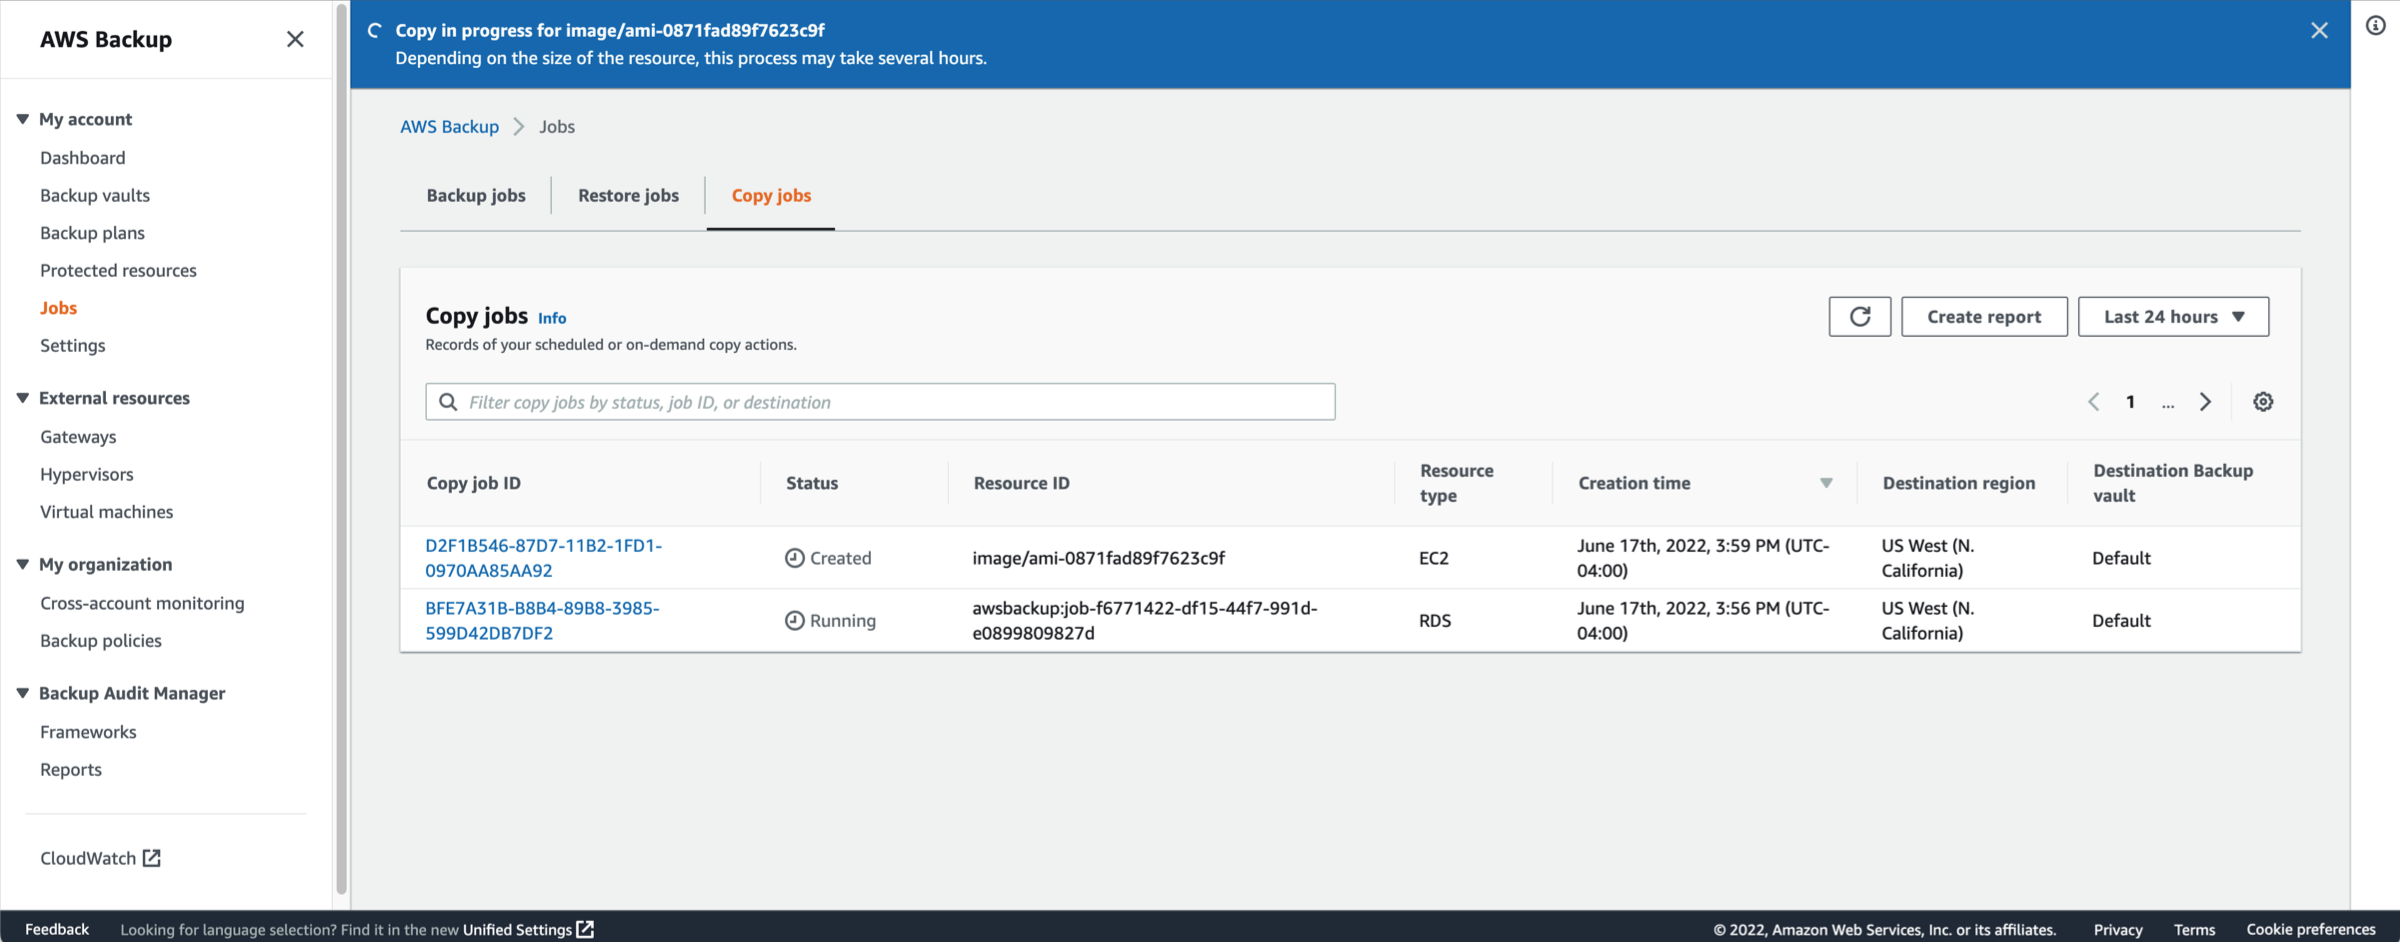 AWS Backup
My account
Dashboard
Backup vaults
Backup plans
Protected resources
Jobs
Settings
External resources
Gateways
Hypervisors
Virtual machines
My organization
Cross-account monitoring
Backup policies
Backup Audit Manager
Frameworks
Reports
CloudWatch
Copy in progress for image/ami-0871fad89f7623c9f
Depending on the size of the resource, this process may take several hours.
AWS Backup > Jobs
Backup jobs
Restore jobs
Copy jobs
Copy jobs Info
Records of your scheduled or on-demand copy actions.
Create report
Last 24 hours
Filter copy jobs by status, job ID, or destination
1 ...
Copy job ID
Status
Resource ID
Resource
type
Creation time
Destination region
Destination Backup
vault
D2F1B546-87D7-11B2-1FD1-
0970AA85AA92
Created
image/ami-0871fad89f7623c9f
EC2
June 17th, 2022, 3:59 PM (UTC-
04:00)
US West (N.
California)
Default
BFE7A31B-B8B4-89B8-3985-
599D42DB7DF2
Running
awsbackup:job-f6771422-df15-44f7-991d-
e0899809827d
RDS
June 17th, 2022, 3:56 PM (UTC-
04:00)
US West (N.
California)
Default
Feedback
Looking for language selection? Find it in the new Unified Settings
© 2022, Amazon Web Services, Inc. or its affiliates.
Privacy
Terms
Cookie preferences